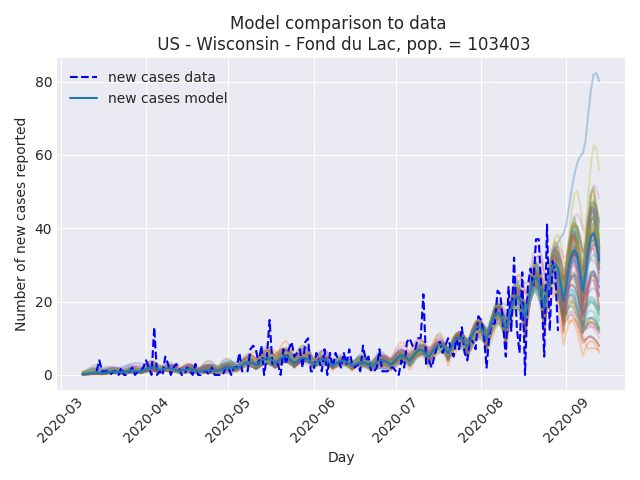 Model comparison to data
US - Wisconsin - Fond du Lac, pop. = 103403
new cases data
new cases model
Number of new cases reported
80
60
40
20
0
2020-03
2020-04
2020-05
2020-06
2020-07
2020-08
2020-09
Day